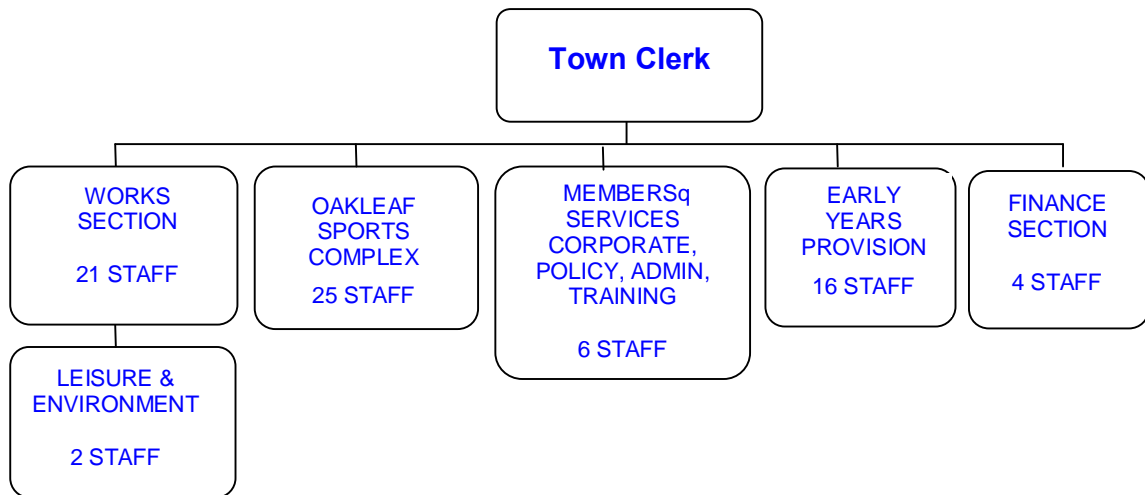 Town Clerk
WORKS
SECTION
21 STAFF
OAKLEAF
SPORTS
COMPLEX
25 STAFF
MEMBERSq
SERVICES
CORPORATE,
POLICY, ADMIN,
TRAINING
6 STAFF
EARLY
YEARS
PROVISION
16 STAFF
FINANCE
SECTION
4 STAFF
LEISURE &
ENVIRONMENT
2 STAFF